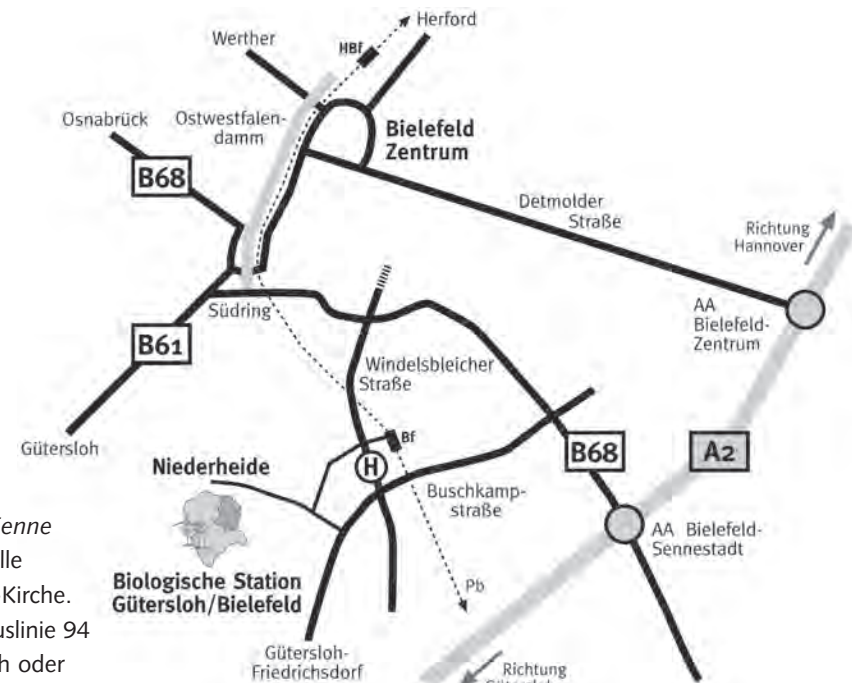 Herford
HBf
Werther
Osnabrück
Ostwestfalen-
damm
Bielefeld
Zentrum
B68
Detmolder
Straße
Richtung
Hannover
AA
Bielefeld-
Zentrum
Südring
B61
Windelsbleicher
Straße
Gütersloh
Bf
Niederheide
H
B68
A2
Buschkamp-
straße
AA Bielefeld-
Sennestadt
Biologische Station
Gütersloh/Bielefeld
Pb
Gütersloh-
Friedrichsdorf
Richtung
enne
lle
Kirche.
uslinie 94
h oder